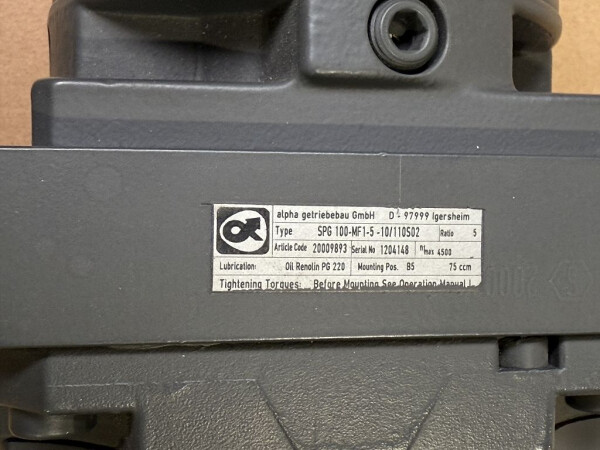 alpha getriebebau GmbH D - 97999 Igersheim
Type SPG 100-MF1-5 -10/110S02 Ratio 5
Article Code 20009893 Serial No 1204148 nmax 4500
Lubrication: Oil Renolin PG 220 Mounting Pos. B5 75 ccm
Tightening Torques: Before Mounting See Operation Manual !